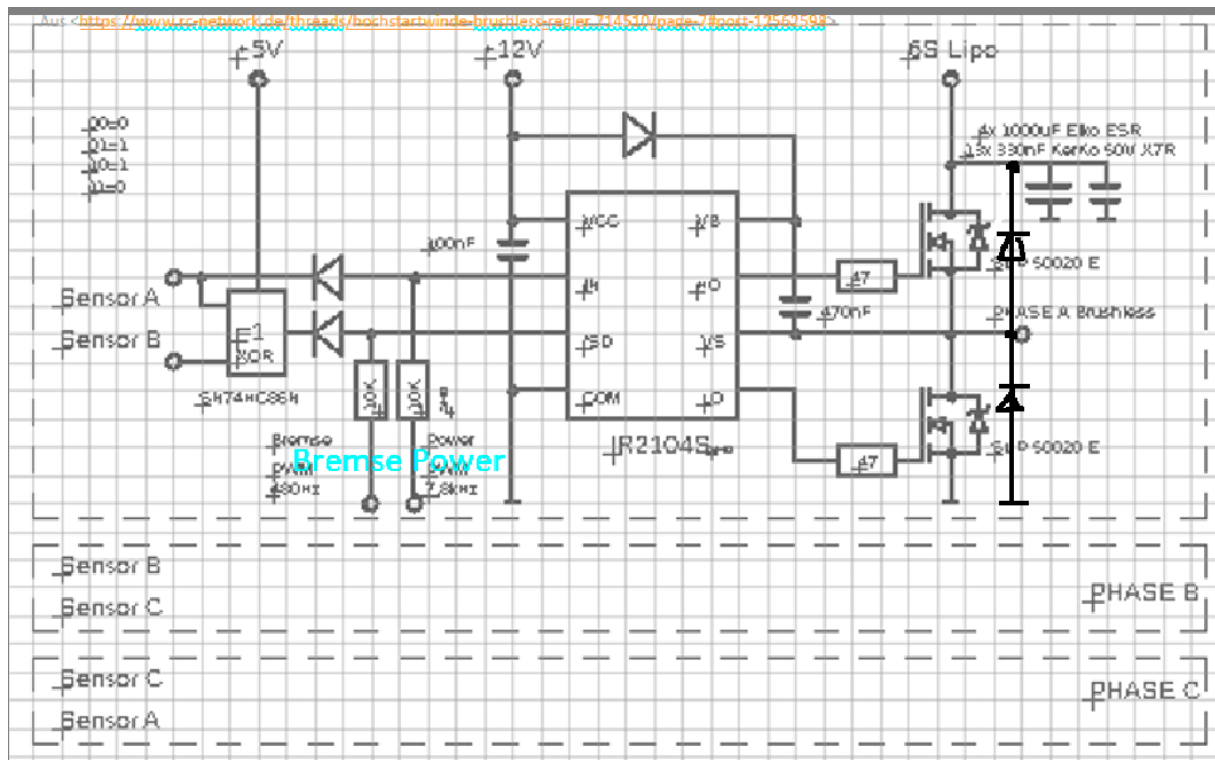 Aus <https://www.rc-network.de/threads/hochstartwinde-brushless-regler.714510/page-7#post-12562598>
+5V
+12V
6S Lipo
00=0
01=1
10=1
11=0
4x 1000uF Elko ESR
13x 330nF KerKo 50V X7R
100nF
VCC
VB
IN
HO
SD
VS
COM
LO
47
470nF
50020 E
Sensor A
PHASE A Brushless
Sensor B
XOR
SN74HC86N
10K
10K
IR2104S
47
50020 E
Bremse
PWM
480Hz
Power
PWM
7,8kHz
Bremse Power
Sensor B
Sensor C
PHASE B
Sensor C
Sensor A
PHASE C